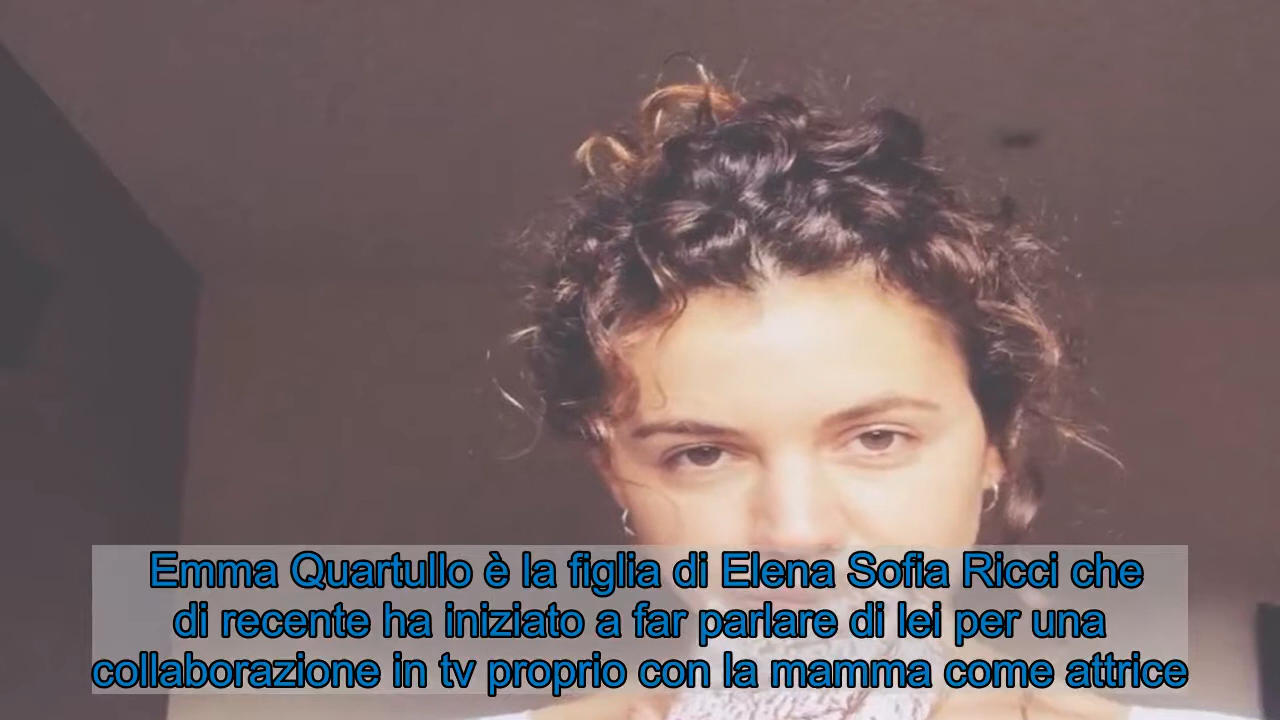 Emma Quartullo è la figlia di Elena Sofia Ricci che
di recente ha iniziato a far parlare di lei per una
collaborazione in tv proprio con la mamma come attrice